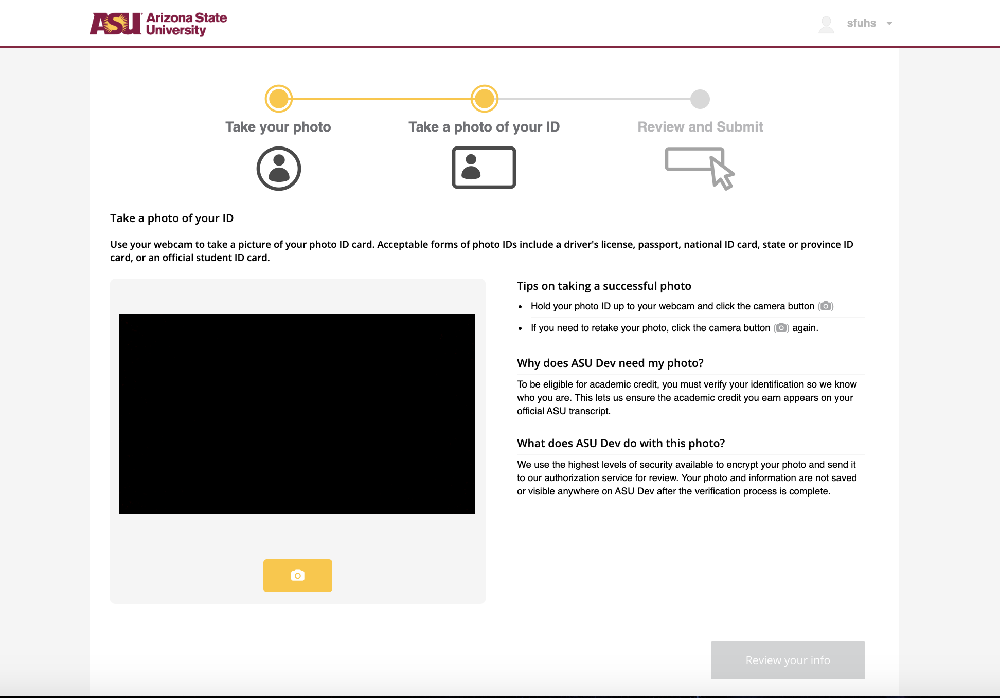 ASU Arizona State
University
sfuhs
Take your photo
Take a photo of your ID
Review and Submit
Take a photo of your ID
Use your webcam to take a picture of your photo ID card. Acceptable forms of photo IDs include a driver's license, passport, national ID card, state or province ID
card, or an official student ID card.
Tips on taking a successful photo
• Hold your photo ID up to your webcam and click the camera button ( )
• If you need to retake your photo, click the camera button ( ) again.
Why does ASU Dev need my photo?
To be eligible for academic credit, you must verify your identification so we know
who you are. This lets us ensure the academic credit you earn appears on your
official ASU transcript.
What does ASU Dev do with this photo?
We use the highest levels of security available to encrypt your photo and send it
to our authorization service for review. Your photo and information are not saved
or visible anywhere on ASU Dev after the verification process is complete.
Review your info